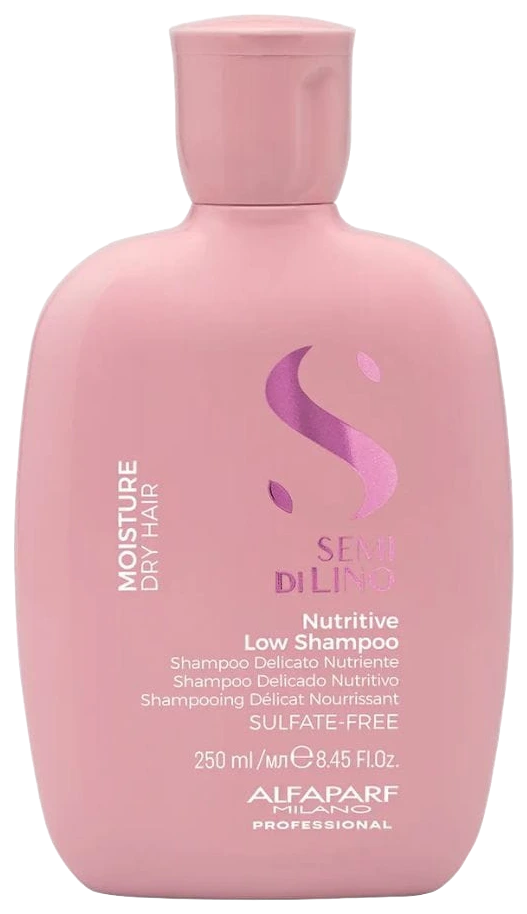 MOISTURE
DRY HAIR
SEMI
DI LINO
Nutritive
Low Shampoo
Shampoo Delicato Nutriente
Shampoo Delicado Nutritivo
Shampooing Délicat Nourrissant
SULFATE-FREE
250 ml /мл ℮ 8.45 Fl.Oz.
ALFAPARF
MILANO
PROFESSIONAL